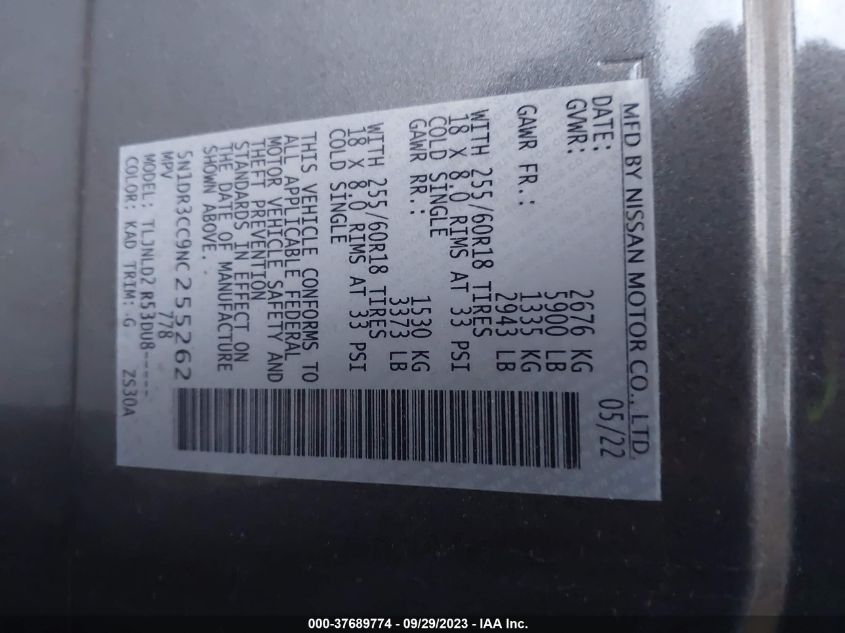 MFD BY NISSAN MOTOR CO., LTD.
DATE: 05/22
GVWR: 2676 KG
5900 LB
GAWR FR.: 1335 KG
2943 LB
WITH 255/60R18 TIRES
18 X 8.0 RIMS AT 33 PSI
COLD SINGLE
GAWR RR.: 1530 KG
3373 LB
WITH 255/60R18 TIRES
18 X 8.0 RIMS AT 33 PSI
COLD SINGLE
THIS VEHICLE CONFORMS TO
ALL APPLICABLE FEDERAL
MOTOR VEHICLE SAFETY AND
THEFT PREVENTION
STANDARDS IN EFFECT ON
THE DATE OF MANUFACTURE
SHOWN ABOVE.
5N1DR3CC9NC255262
MPV 778
MODEL: TLJNLD2 R53DU8-----
COLOR: KAD TRIM: G ZS30A
000-37689774 - 09/29/2023 - IAA Inc.